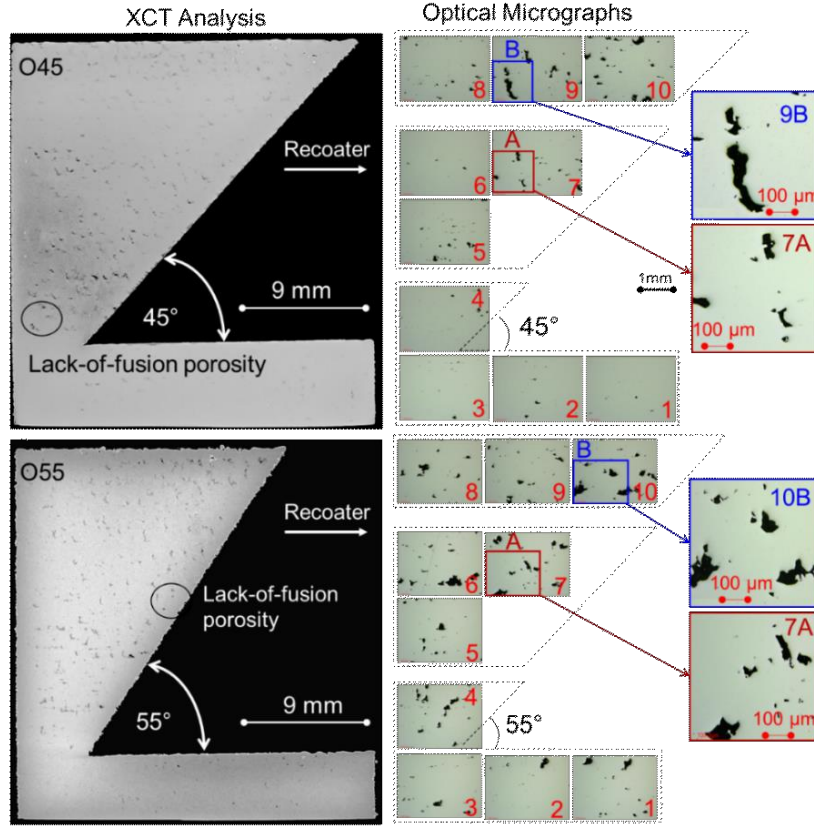 XCT Analysis
Optical Micrographs
O45
Recoater
9 mm
45°
Lack-of-fusion porosity
B
8
9
10
A
6
7
5
4
45°
3
2
1
1mm
9B
100 µm
7A
100 µm
O55
Recoater
Lack-of-fusion
porosity
9 mm
55°
B
8
9
10
A
6
7
5
4
55°
3
2
1
10B
100 µm
7A
100 µm